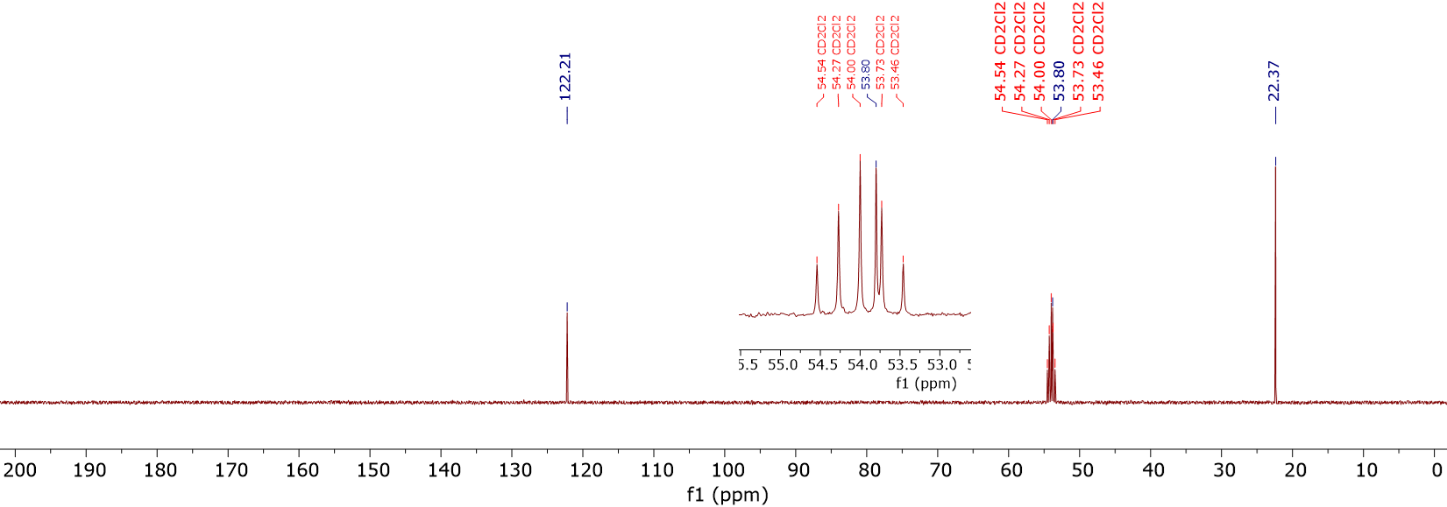 122.21
54.54 CD2Cl2
54.27 CD2Cl2
54.00 CD2Cl2
53.80
53.73 CD2Cl2
53.46 CD2Cl2
54.54 CD2Cl2
54.27 CD2Cl2
54.00 CD2Cl2
53.80
53.73 CD2Cl2
53.46 CD2Cl2
22.37
5.5 55.0 54.5 54.0 53.5 53.0
f1 (ppm)
200 190 180 170 160 150 140 130 120 110 100 90 80 70 60 50 40 30 20 10 0
f1 (ppm)